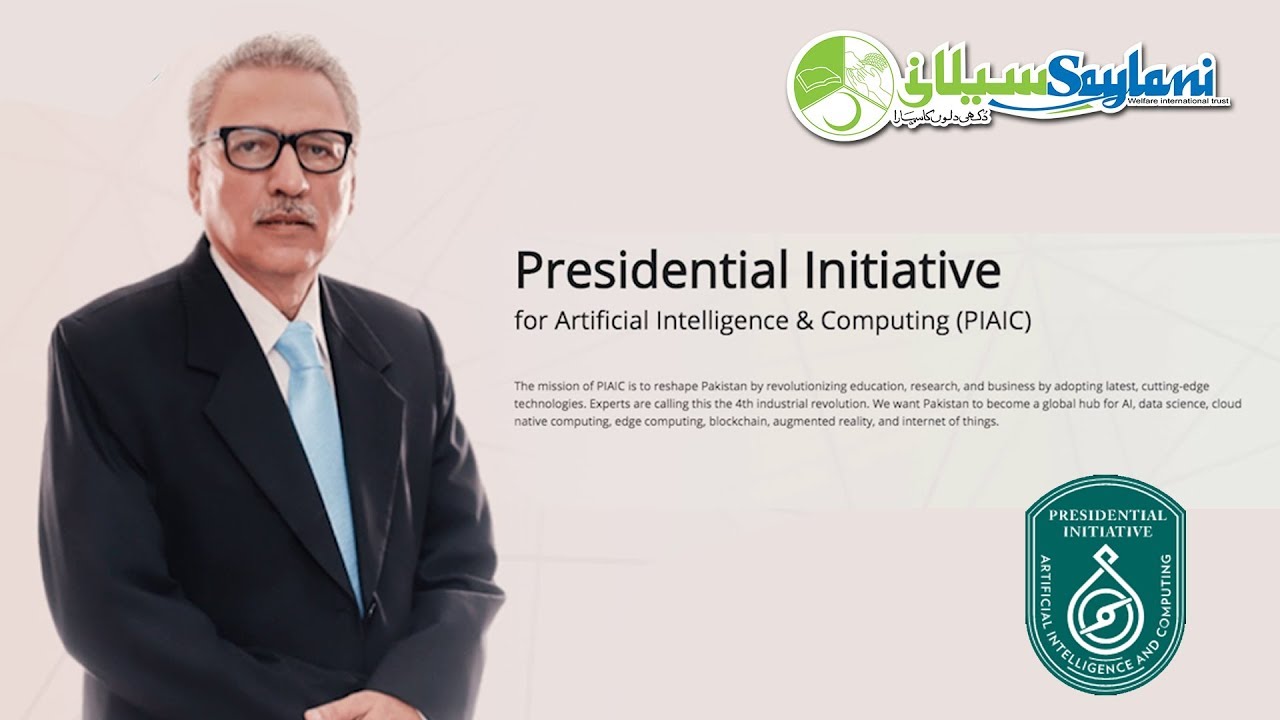 سیلانی Saylani
Welfare international trust
دکھی دلوں کا سہارا
Presidential Initiative
for Artificial Intelligence & Computing (PIAIC)
The mission of PIAIC is to reshape Pakistan by revolutionizing education, research, and business by adopting latest, cutting-edge
technologies. Experts are calling this the 4th industrial revolution. We want Pakistan to become a global hub for AI, data science, cloud
native computing, edge computing, blockchain, augmented reality, and internet of things.
PRESIDENTIAL
INITIATIVE
ARTIFICIAL INTELLIGENCE AND COMPUTING